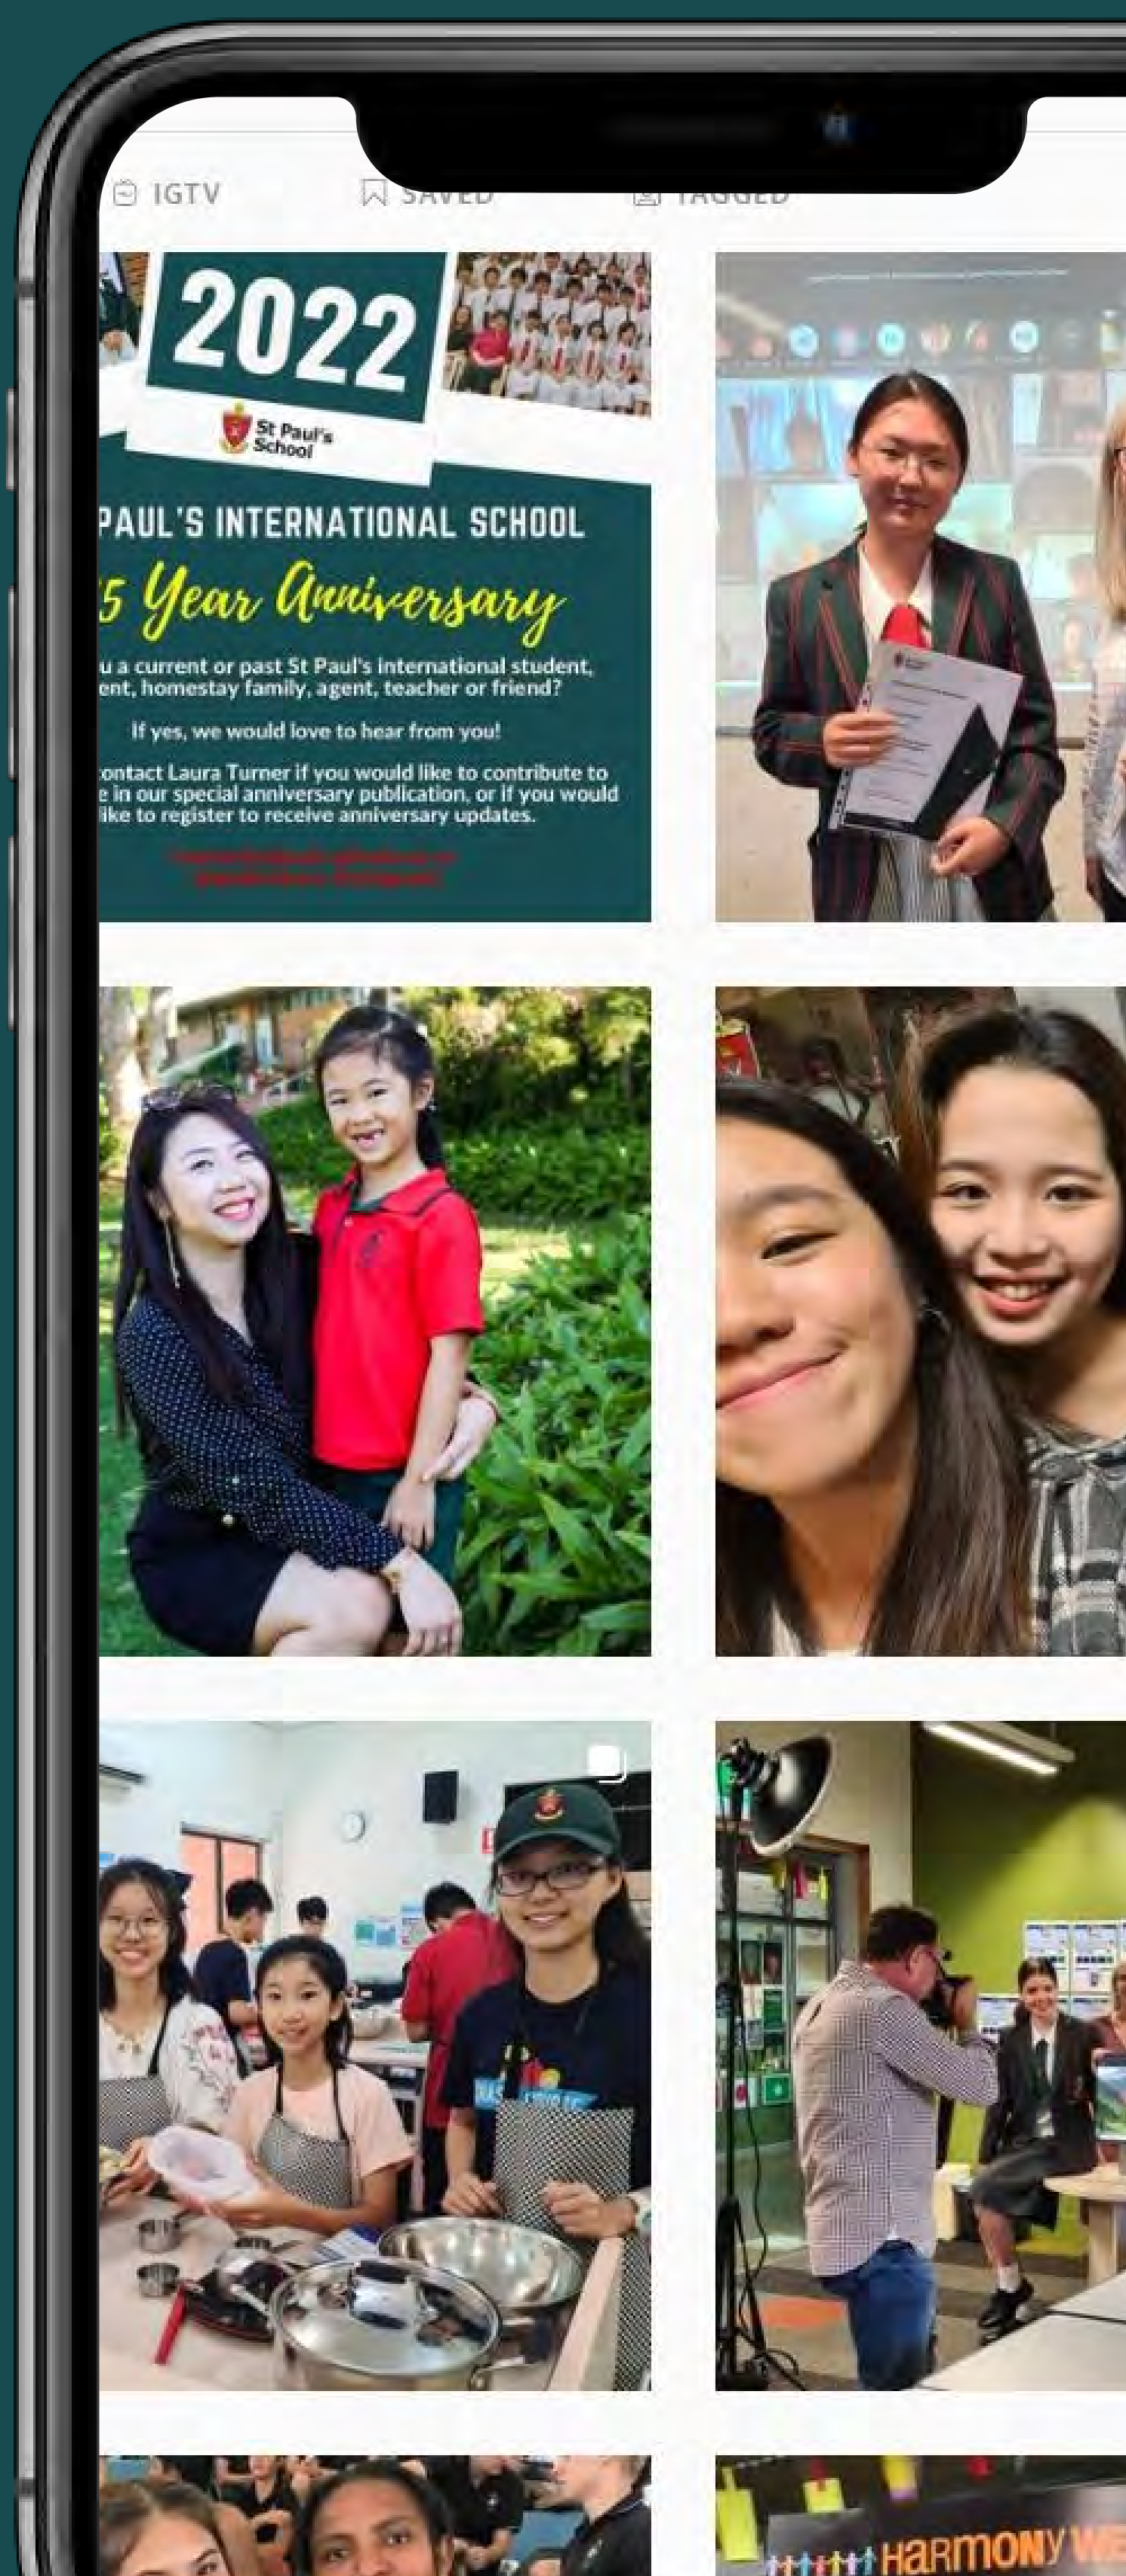 IGTV
SAVED
TAGGED
2022
St Paul's
School
PAUL'S INTERNATIONAL SCHOOL
5 Year Anniversary
u a current or past St Paul's international student,
ent, homestay family, agent, teacher or friend?
If yes, we would love to hear from you!
ontact Laura Turner if you would like to contribute to
e in our special anniversary publication, or if you would
like to register to receive anniversary updates.
HARMONY WE